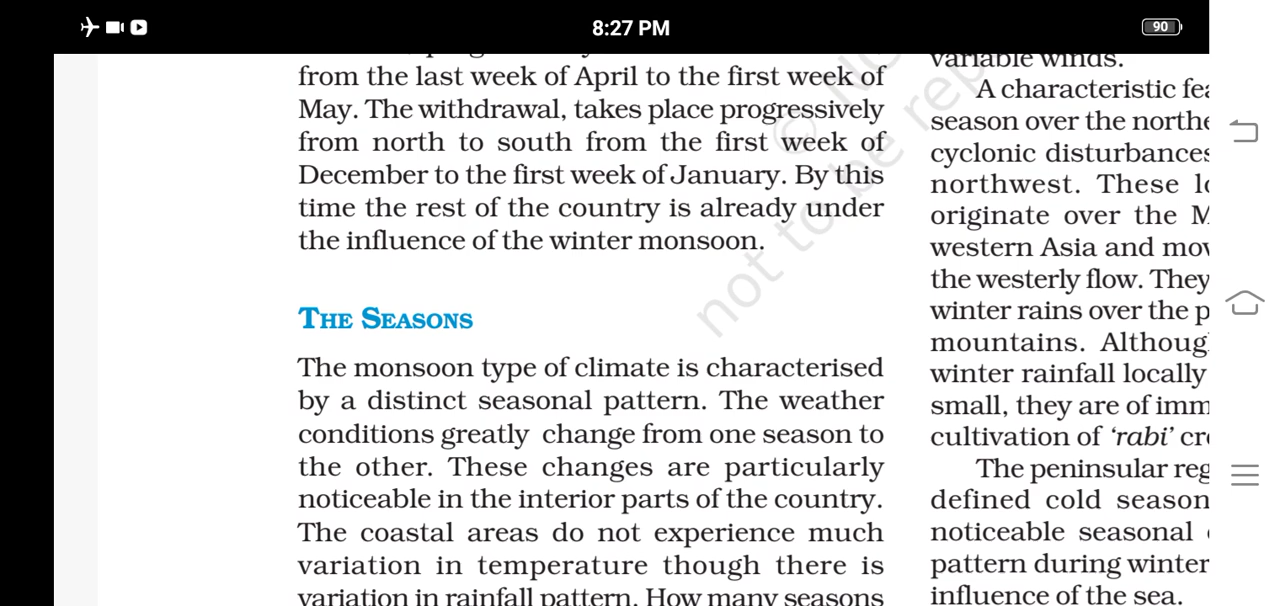 8:27 PM
90
from the last week of April to the first week of
May. The withdrawal, takes place progressively
from north to south from the first week of
December to the first week of January. By this
time the rest of the country is already under
the influence of the winter monsoon.
THE SEASONS
The monsoon type of climate is characterised
by a distinct seasonal pattern. The weather
conditions greatly change from one season to
the other. These changes are particularly
noticeable in the interior parts of the country.
The coastal areas do not experience much
variation in temperature though there is
variation in rainfall pattern. How many seasons
variable winds.
A characteristic
season over the
cyclonic disturbances
northwest. These
originate over the
western Asia and
the westerly flow. They
winter rains over the
mountains.
winter rainfall locally
small, they are of
cultivation of ‘rabi’
The peninsular
defined cold season
noticeable seasonal
pattern during winter
influence of the sea.
©
not to be